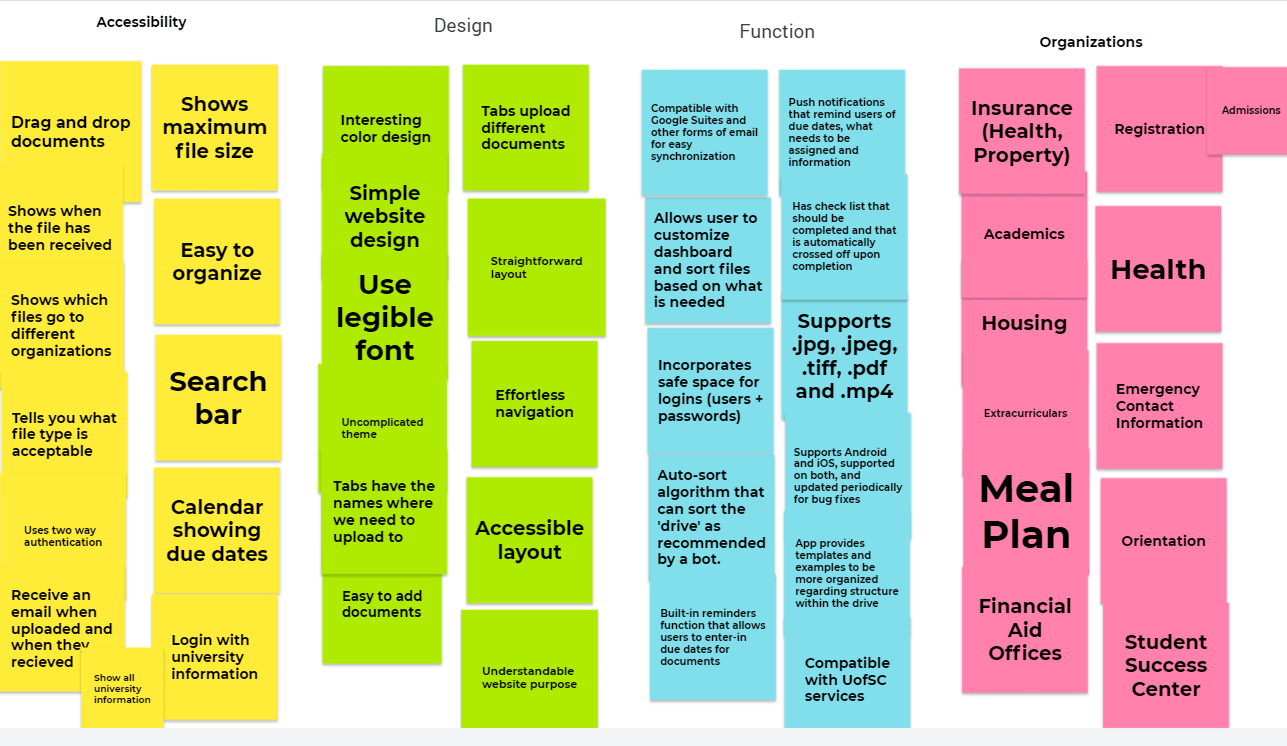 Accessibility
Drag and drop
documents
Shows
maximum
file size
Shows when
the file has
been received
Easy to
organize
Shows which
files go to
different
organizations
Search
bar
Tells you what
file type is
acceptable
Calendar
showing
due dates
Uses two way
authentication
Receive an
email when
uploaded and
when they
recieved
Login with
university
information
Show all
university
information
Design
Interesting
color design
Tabs upload
different
documents
Simple
website
design
Straightforward
layout
Use
legible
font
Effortless
navigation
Uncomplicated
theme
Tabs have the
names where
we need to
upload to
Accessible
layout
Easy to add
documents
Understandable
website purpose
Function
Compatible with
Google Suites and
other forms of email
for easy
synchronization
Push notifications
that remind users of
due dates, what
needs to be
assigned and
information
Allows user to
customize
dashboard
and sort files
based on what
is needed
Has check list that
should be
completed and that
is automatically
crossed off upon
completion
Incorporates
safe space for
logins (users +
passwords)
Supports
.jpg, .jpeg,
.tiff, .pdf
and .mp4
Auto-sort
algorithm that
can sort the
'drive' as
recommended
by a bot.
Supports Android
and iOS, supported
on both, and
updated periodically
for bug fixes
App provides
templates and
examples to be
more organized
regarding structure
within the drive
Built-in reminders
function that allows
users to enter-in
due dates for
documents
Compatible
with UofSC
services
Organizations
Insurance
(Health,
Property)
Registration
Admissions
Academics
Health
Housing
Extracurriculars
Emergency
Contact
Information
Meal
Plan
Orientation
Financial
Aid
Offices
Student
Success
Center